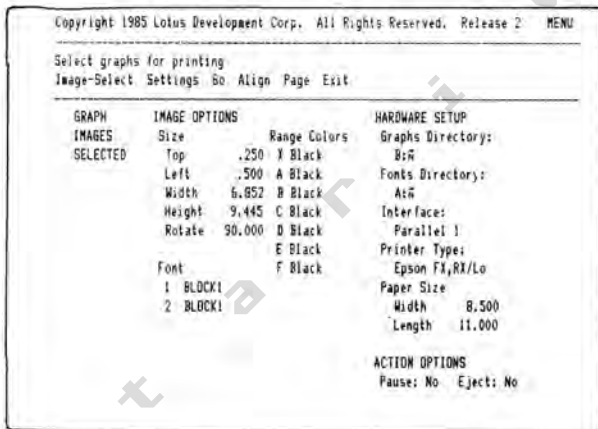 Copyright 1985 Lotus Development Corp. All Rights Reserved. Release 2 MENU
Select graphs for printing
Image-Select Settings Go Align Page Exit
GRAPH IMAGE OPTIONS HARDWARE SETUP
IMAGES Size Range Colors Graphs Directory:
SELECTED Top .250 X Black B:\
Left .500 A Black Fonts Directory:
Width 6.852 B Black A:\
Height 9.445 C Black Interface:
Rotate 90.000 D Black Parallel 1
E Black Printer Type:
Font F Black Epson FX,RX/Lo
1 BLOCK1 Paper Size
2 BLOCK1 Width 8.500
Length 11.000
ACTION OPTIONS
Pause: No Eject: No